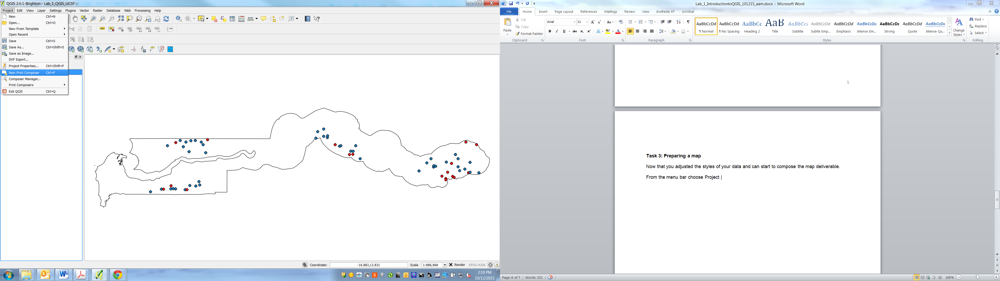 QGIS 2.6.1-Brighton - Lab_1_QGIS_UCSF
Project Edit View Layer Settings Plugins Vector Raster Database Web Processing Help
New Ctrl+N
Open... Ctrl+O
New From Template
Open Recent
Save Ctrl+S
Save As... Ctrl+Shift+S
Save as Image...
DXF Export...
Project Properties... Ctrl+Shift+P
New Print Composer Ctrl+P
Composer Manager...
Print Composers
Exit QGIS Ctrl+Q
CSW
Coordinate: -16.883,13.831 Scale 1:886,968 Render EPSG:4326
2:10 PM
10/12/2015
Lab_1_IntroductiontoQGIS_101215_aam.docx - Microsoft Word
File Home Insert Page Layout References Mailings Review View EndNote X7 Acrobat
Paste
Cut
Copy
Format Painter
Clipboard
Arial 11
B I U abc x₂ x²
Font
Paragraph
AaBbCcDd AaBbCcDd AaBbCc AaB AaBbCcI AaBbCcDd AaBbCcDd AaBbCcDc AaBbCcDc AaBbCcDd AaBbCcDc
¶ Normal ¶ No Spacing Heading 2 Title Subtitle Subtle Emp... Emphasis Intense Em... Strong Quote Intense Qu...
Change Styles
Styles
Find
Replace
Select
Editing
5
Task 3: Preparing a map
Now that you adjusted the styles of your data and can start to compose the map deliverable.
From the menu bar choose Project |
Page: 6 of 7 Words: 321 100%